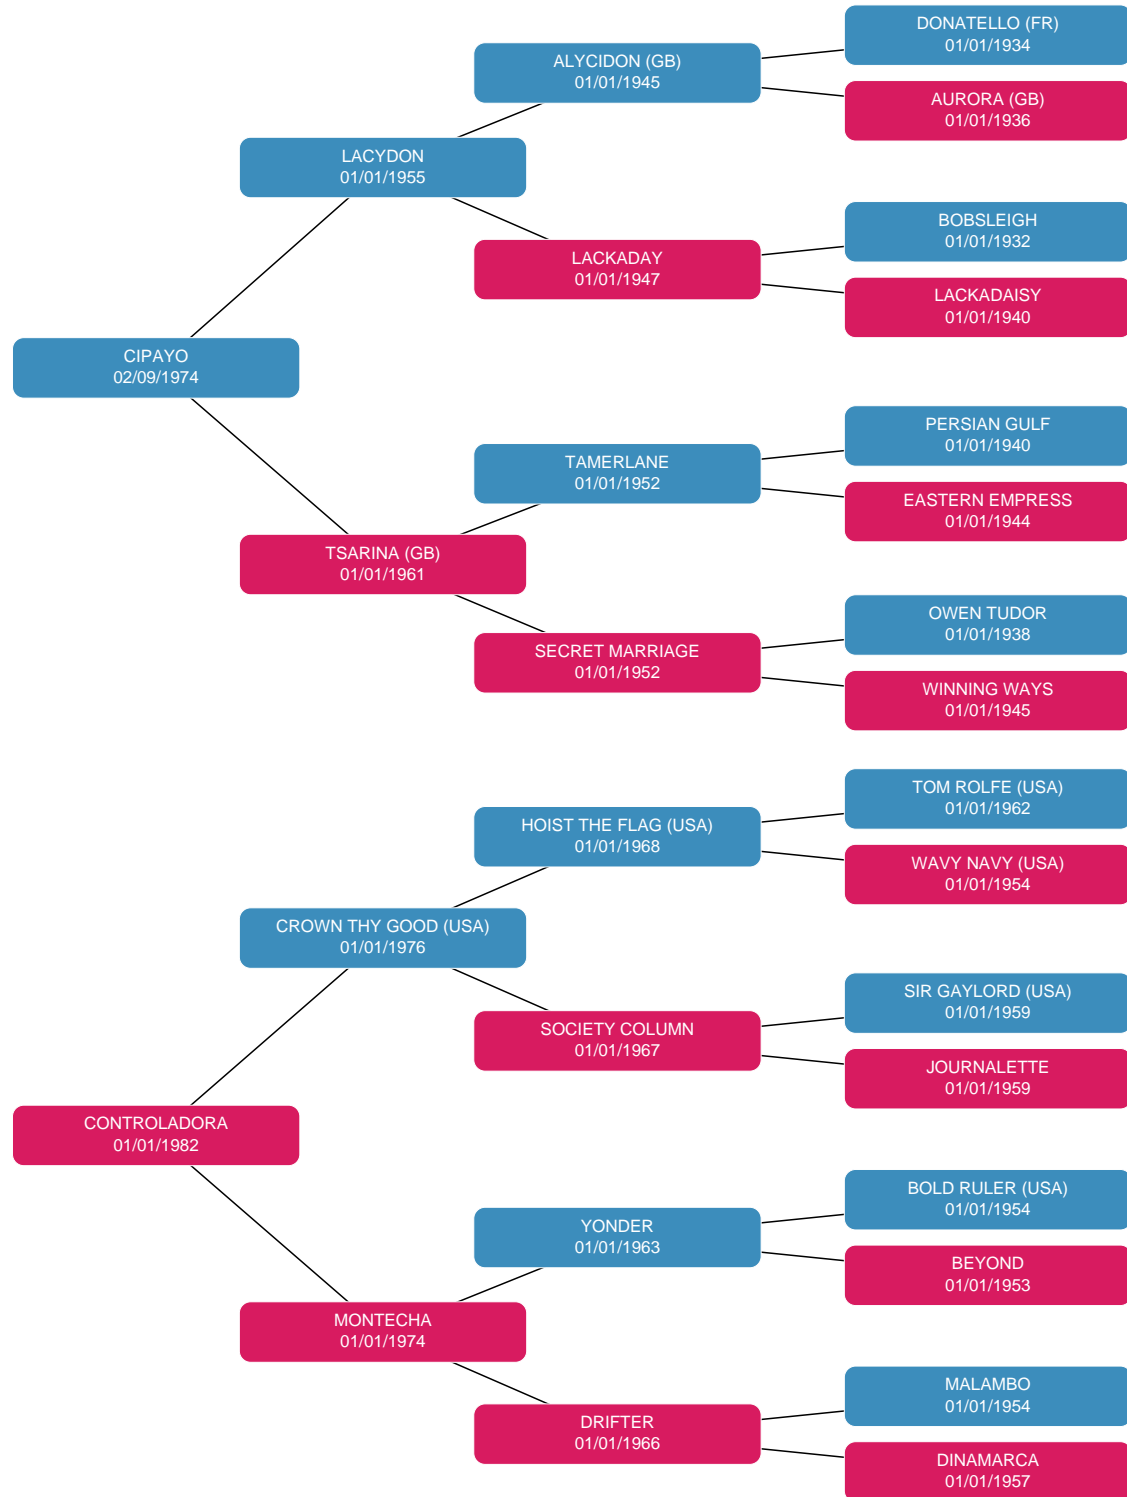 DONATELLO (FR)
01/01/1934
ALYCIDON (GB)
01/01/1945
AURORA (GB)
01/01/1936
LACYDON
01/01/1955
BOBSLEIGH
01/01/1932
LACKADAY
01/01/1947
LACKADAISY
01/01/1940
CIPAYO
02/09/1974
PERSIAN GULF
01/01/1940
TAMERLANE
01/01/1952
EASTERN EMPRESS
01/01/1944
TSARINA (GB)
01/01/1961
OWEN TUDOR
01/01/1938
SECRET MARRIAGE
01/01/1952
WINNING WAYS
01/01/1945
TOM ROLFE (USA)
01/01/1962
HOIST THE FLAG (USA)
01/01/1968
WAVY NAVY (USA)
01/01/1954
CROWN THY GOOD (USA)
01/01/1976
SIR GAYLORD (USA)
01/01/1959
SOCIETY COLUMN
01/01/1967
JOURNALETTE
01/01/1959
CONTROLADORA
01/01/1982
BOLD RULER (USA)
01/01/1954
YONDER
01/01/1963
BEYOND
01/01/1953
MONTECHA
01/01/1974
MALAMBO
01/01/1954
DRIFTER
01/01/1966
DINAMARCA
01/01/1957